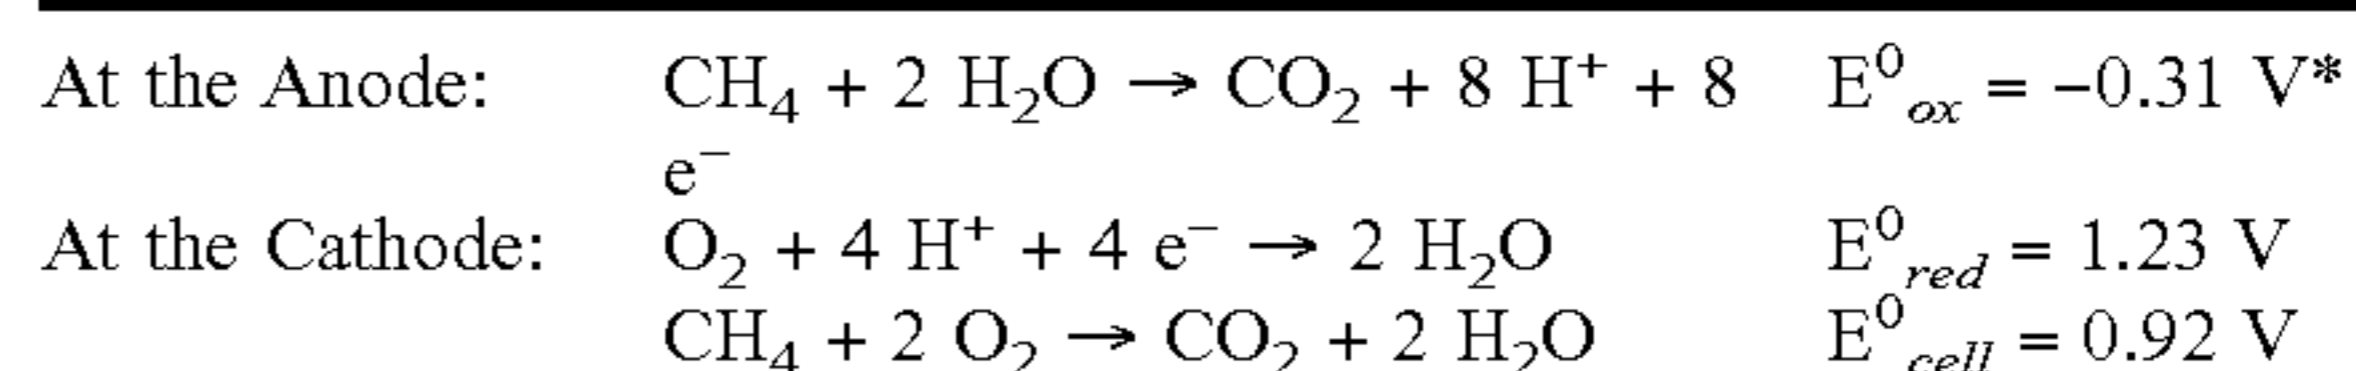 At the Anode: CH₄ + 2 H₂O → CO₂ + 8 H⁺ + 8 E⁰ₒₓ = −0.31 V*
e⁻
At the Cathode: O₂ + 4 H⁺ + 4 e⁻ → 2 H₂O E⁰red = 1.23 V
CH₄ + 2 O₂ → CO₂ + 2 H₂O E⁰cell = 0.92 V